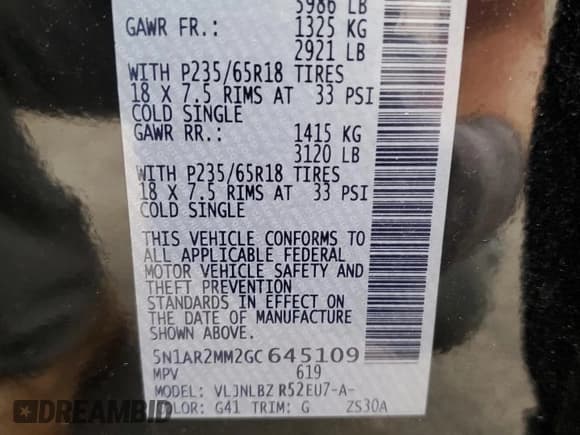 5986 LB
GAWR FR.: 1325 KG
2921 LB
WITH P235/65R18 TIRES
18 X 7.5 RIMS AT 33 PSI
COLD SINGLE
GAWR RR.: 1415 KG
3120 LB
WITH P235/65R18 TIRES
18 X 7.5 RIMS AT 33 PSI
COLD SINGLE
THIS VEHICLE CONFORMS TO
ALL APPLICABLE FEDERAL
MOTOR VEHICLE SAFETY AND
THEFT PREVENTION
STANDARDS IN EFFECT ON
THE DATE OF MANUFACTURE
SHOWN ABOVE.
5N1AR2MM2GC645109
MPV 619
MODEL: VLJNLBZ R52EU7-A-
COLOR: G41 TRIM: G ZS30A
DREAMBID